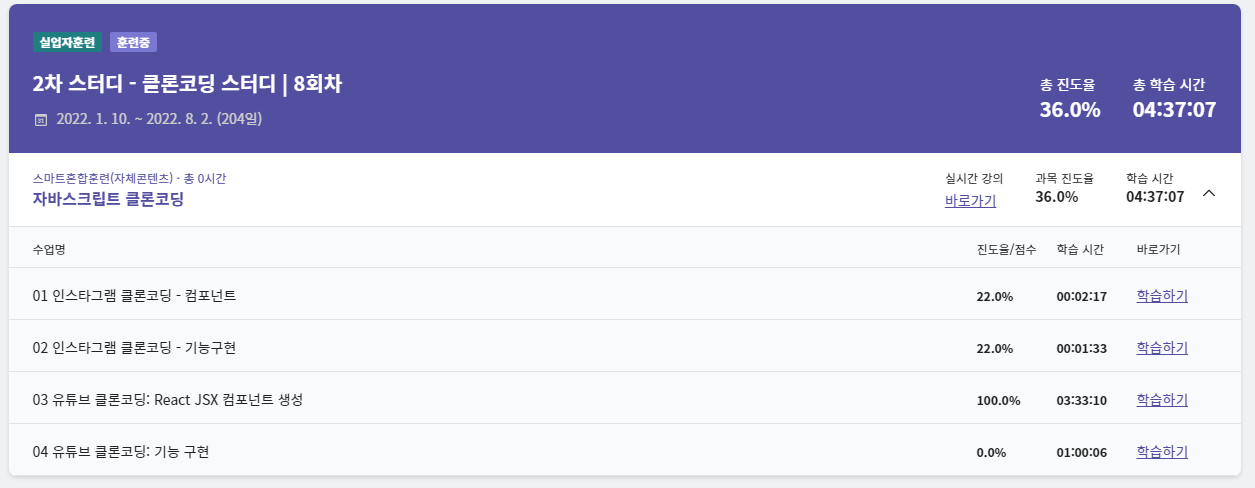 실업자훈련 훈련중
2차 스터디 - 클론코딩 스터디 | 8회차
2022. 1. 10. ~ 2022. 8. 2. (204일)
총 진도율 총 학습 시간
36.0% 04:37:07
스마트혼합훈련(자체콘텐츠) · 총 0시간
자바스크립트 클론코딩
실시간 강의 과목 진도율 학습 시간
바로가기 36.0% 04:37:07
수업명 진도율/점수 학습 시간 바로가기
01 인스타그램 클론코딩 - 컴포넌트 22.0% 00:02:17 학습하기
02 인스타그램 클론코딩 - 기능구현 22.0% 00:01:33 학습하기
03 유튜브 클론코딩: React JSX 컴포넌트 생성 100.0% 03:33:10 학습하기
04 유튜브 클론코딩: 기능 구현 0.0% 01:00:06 학습하기